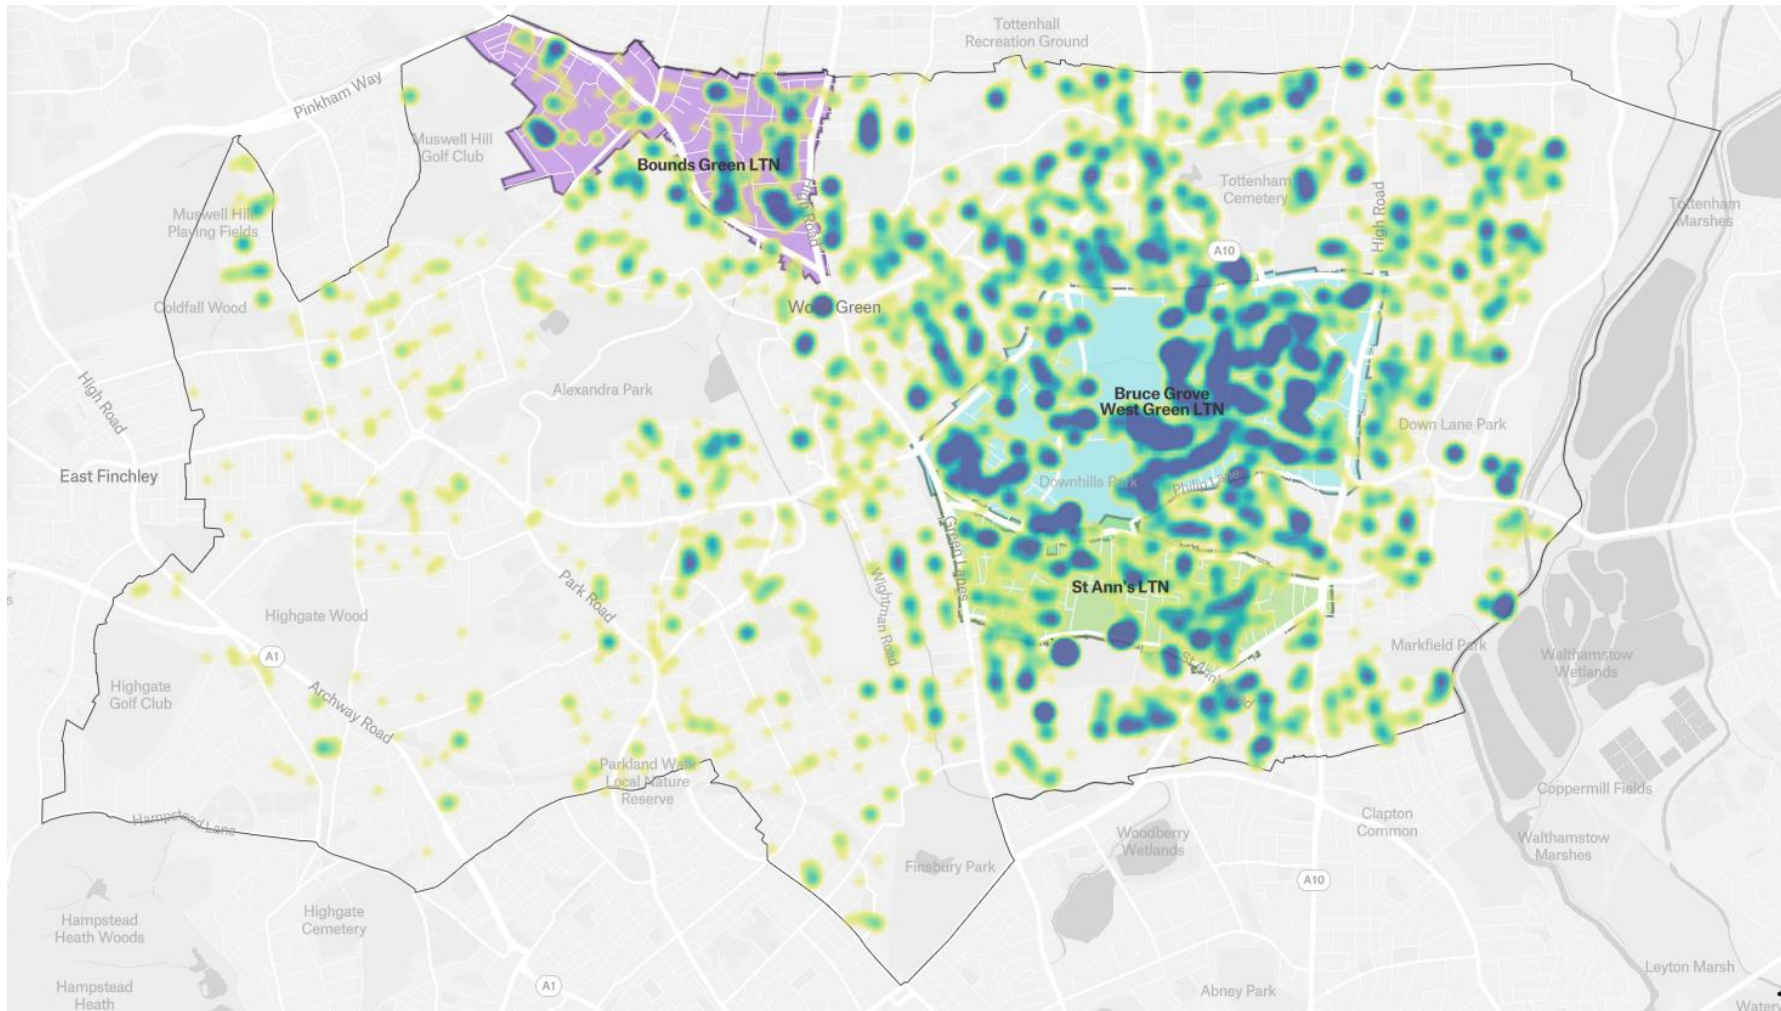 Tottenhall
Recreation Ground
Pinkham Way
Muswell Hill
Golf Club
Bounds Green LTN
High Road
Tottenham
Cemetery
High Road
Tottenham
Marshes
Muswell Hill
Playing Fields
A10
Coldfall Wood
Wood Green
High Road
Alexandra Park
Bruce Grove
West Green LTN
Down Lane Park
East Finchley
Downhills Park
Philip Lane
Green Lanes
Park Road
Wightman Road
St Ann's LTN
Highgate Wood
A1
Markfield Park
Walthamstow
Wetlands
St Ann's Road
Highgate
Golf Club
Archway Road
Parkland Walk
Local Nature
Reserve
Coppermill Fields
Hampstead Lane
Clapton
Common
Woodberry
Wetlands
Walthamstow
Marshes
Finsbury Park
A10
Hampstead
Heath Woods
Highgate
Cemetery
Leyton Marsh
A1
Hampstead
Heath
Abney Park